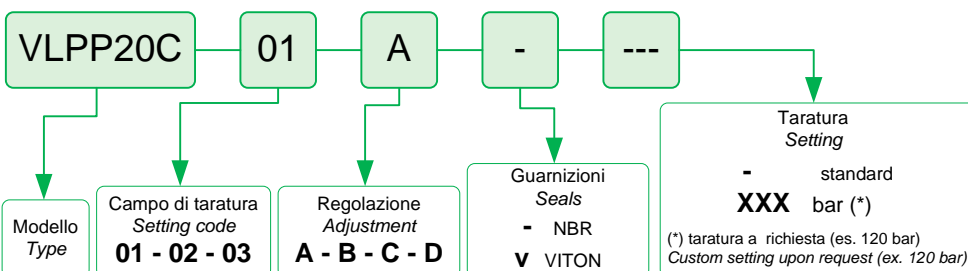 VLPP20C 01 A - ---
Modello
Type
Campo di taratura
Setting code
01 - 02 - 03
Regolazione
Adjustment
A - B - C - D
Guarnizioni
Seals
- NBR
V VITON
Taratura
Setting
- standard
XXX bar (*)
(*) taratura a richiesta (es. 120 bar)
Custom setting upon request (ex. 120 bar)